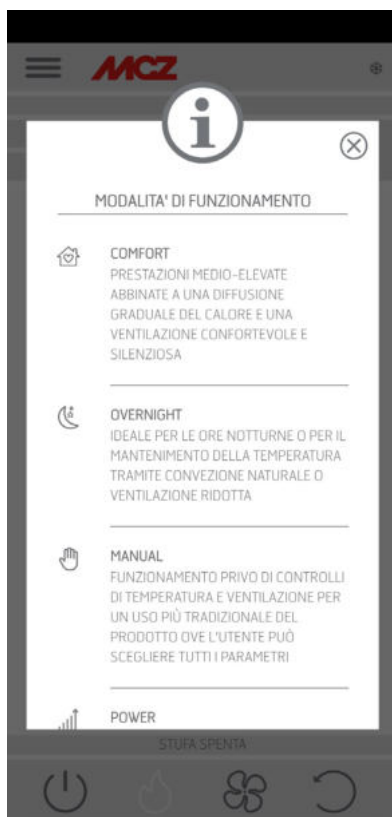 MCZ
MODALITA' DI FUNZIONAMENTO
COMFORT
PRESTAZIONI MEDIO-ELEVATE
ABBINATE A UNA DIFFUSIONE
GRADUALE DEL CALORE E UNA
VENTILAZIONE CONFORTEVOLE E
SILENZIOSA
OVERNIGHT
IDEALE PER LE ORE NOTTURNE O PER IL
MANTENIMENTO DELLA TEMPERATURA
TRAMITE CONVEZIONE NATURALE O
VENTILAZIONE RIDOTTA
MANUAL
FUNZIONAMENTO PRIVO DI CONTROLLI
DI TEMPERATURA E VENTILAZIONE PER
UN USO PIÙ TRADIZIONALE DEL
PRODOTTO OVE L'UTENTE PUÒ
SCEGLIERE TUTTI I PARAMETRI
POWER
STUFA SPENTA